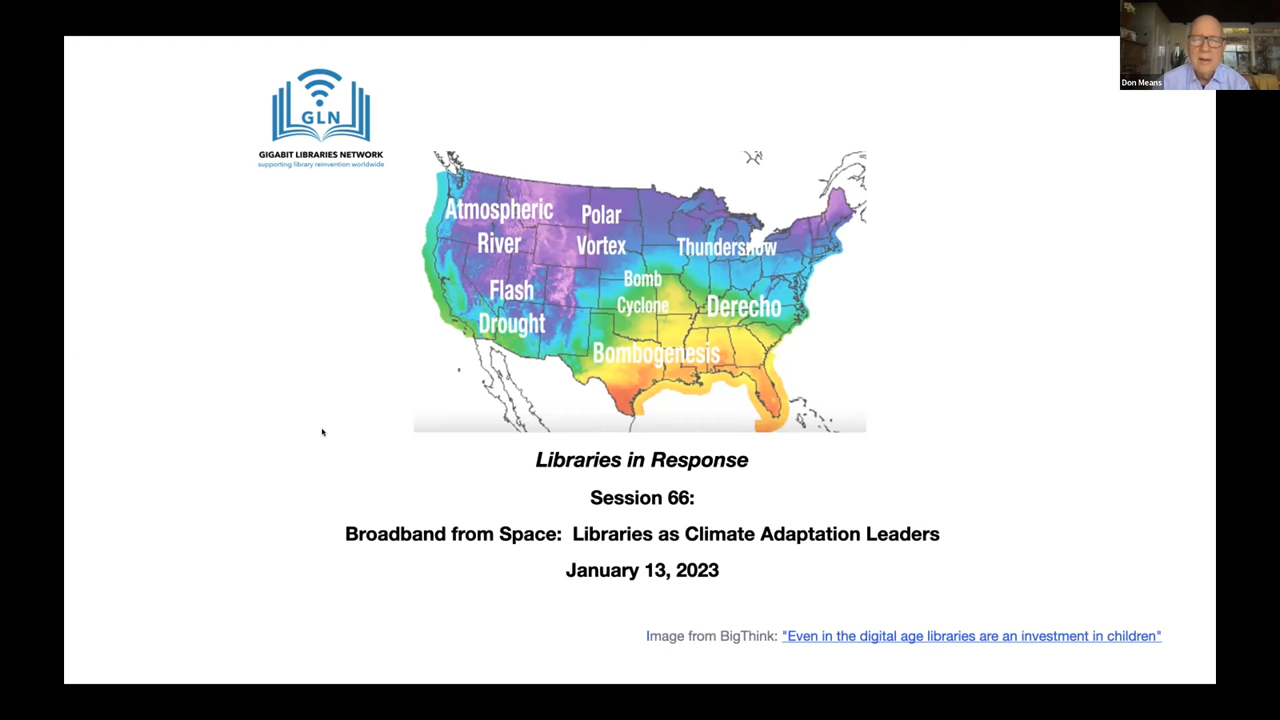 Don Means
GLN
GIGABIT LIBRARIES NETWORK
supporting library reinvention worldwide
Atmospheric
River
Polar
Vortex
Thundersnow
Flash
Drought
Bomb
Cyclone
Derecho
Bombogenesis
Libraries in Response
Session 66:
Broadband from Space:  Libraries as Climate Adaptation Leaders
January 13, 2023
Image from BigThink: "Even in the digital age libraries are an investment in children"